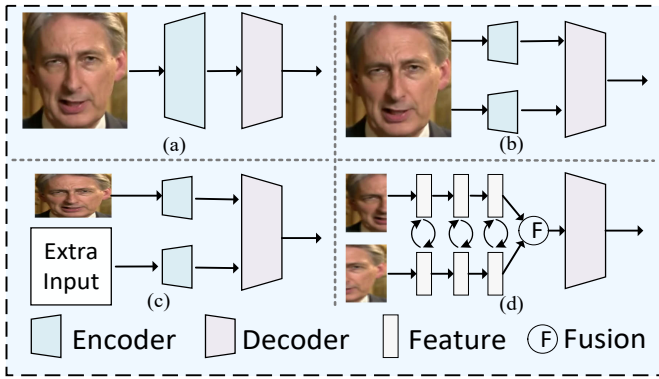 (a)
(b)
Extra
Input
(c)
F
(d)
Encoder
Decoder
Feature
F
Fusion